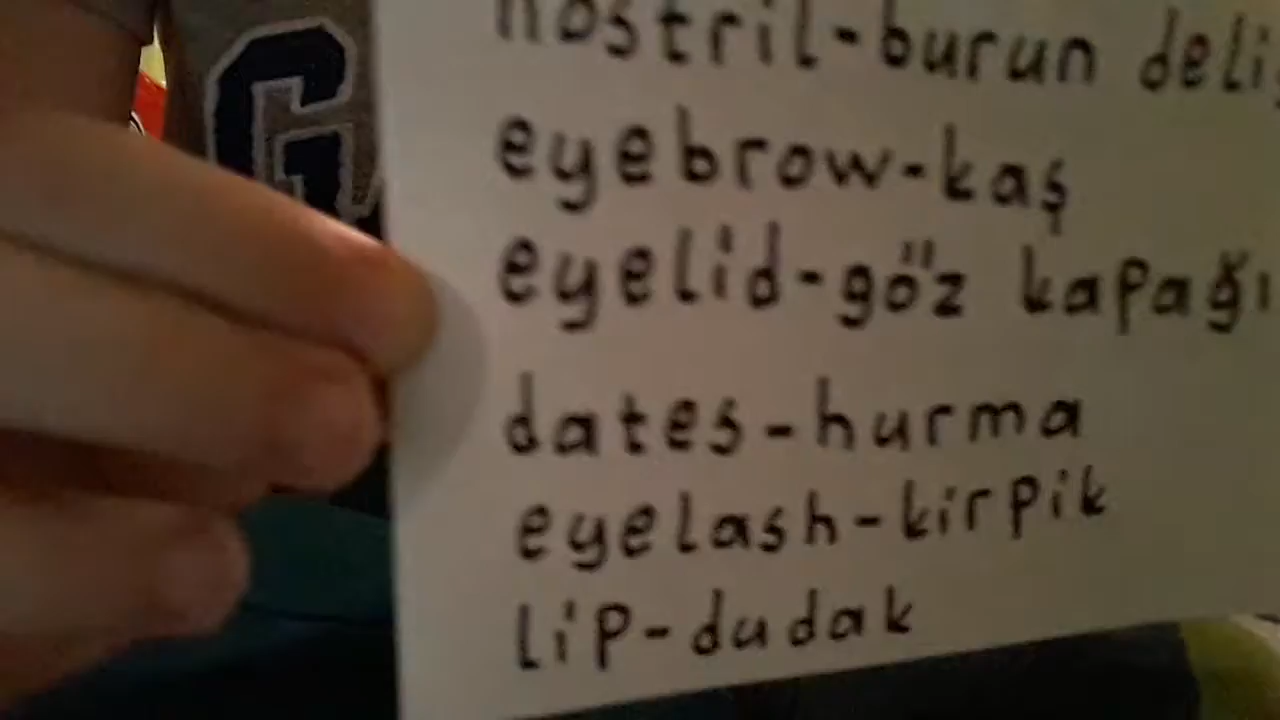 G
nostril-burun deli
eyebrow-kaş
eyelid-göz kapağı
dates-hurma
eyelash-kirpik
lip-dudak